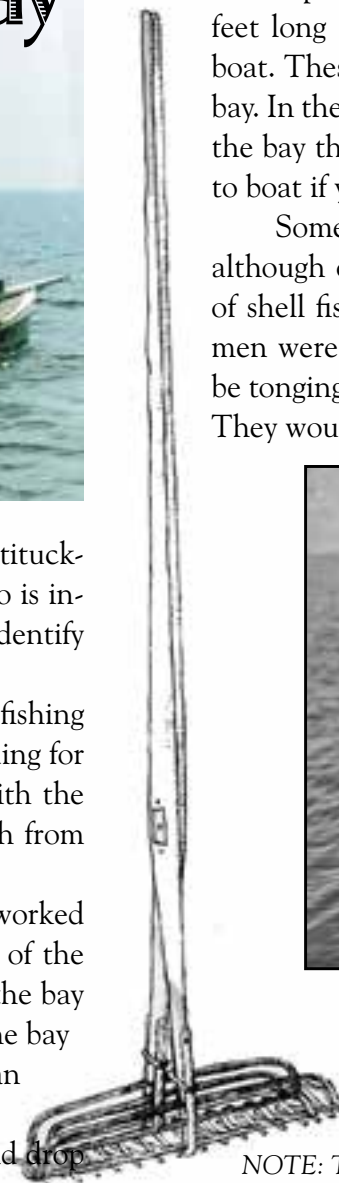 ay
tituck-
o is in-
dentify
fishing
ing for
ith the
h from
worked
of the
the bay
he bay
an
nd drop
feet long
boat. Thes
bay. In the
the bay th
to boat if y
Some
although
of shell fis
men were
be tonging
They wou
NOTE: T